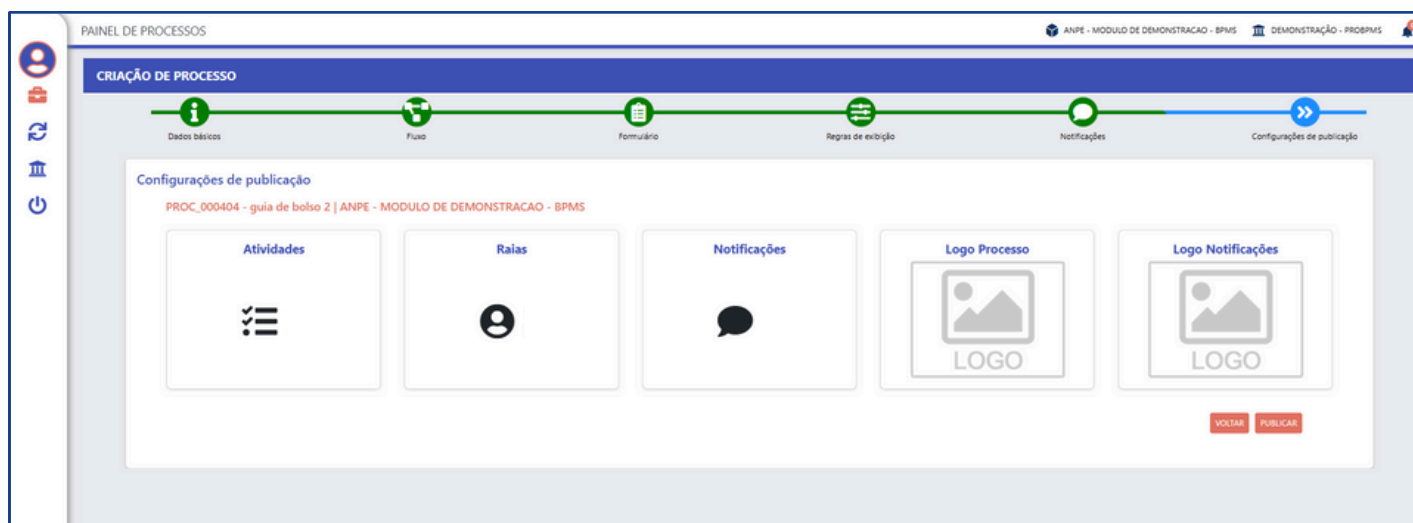 PAINEL DE PROCESSOS
ANPE - MODULO DE DEMONSTRACAO - BPMS
DEMONSTRAÇÃO - PROBPMS
CRIAÇÃO DE PROCESSO
Dados básicos
Fluxo
Formulário
Regras de exibição
Notificações
Configurações de publicação
Configurações de publicação
PROC_000404 - guia de bolso 2 | ANPE - MODULO DE DEMONSTRACAO - BPMS
Atividades
Raias
Notificações
Logo Processo
Logo Notificações
LOGO
LOGO
VOLTAR
PUBLICAR